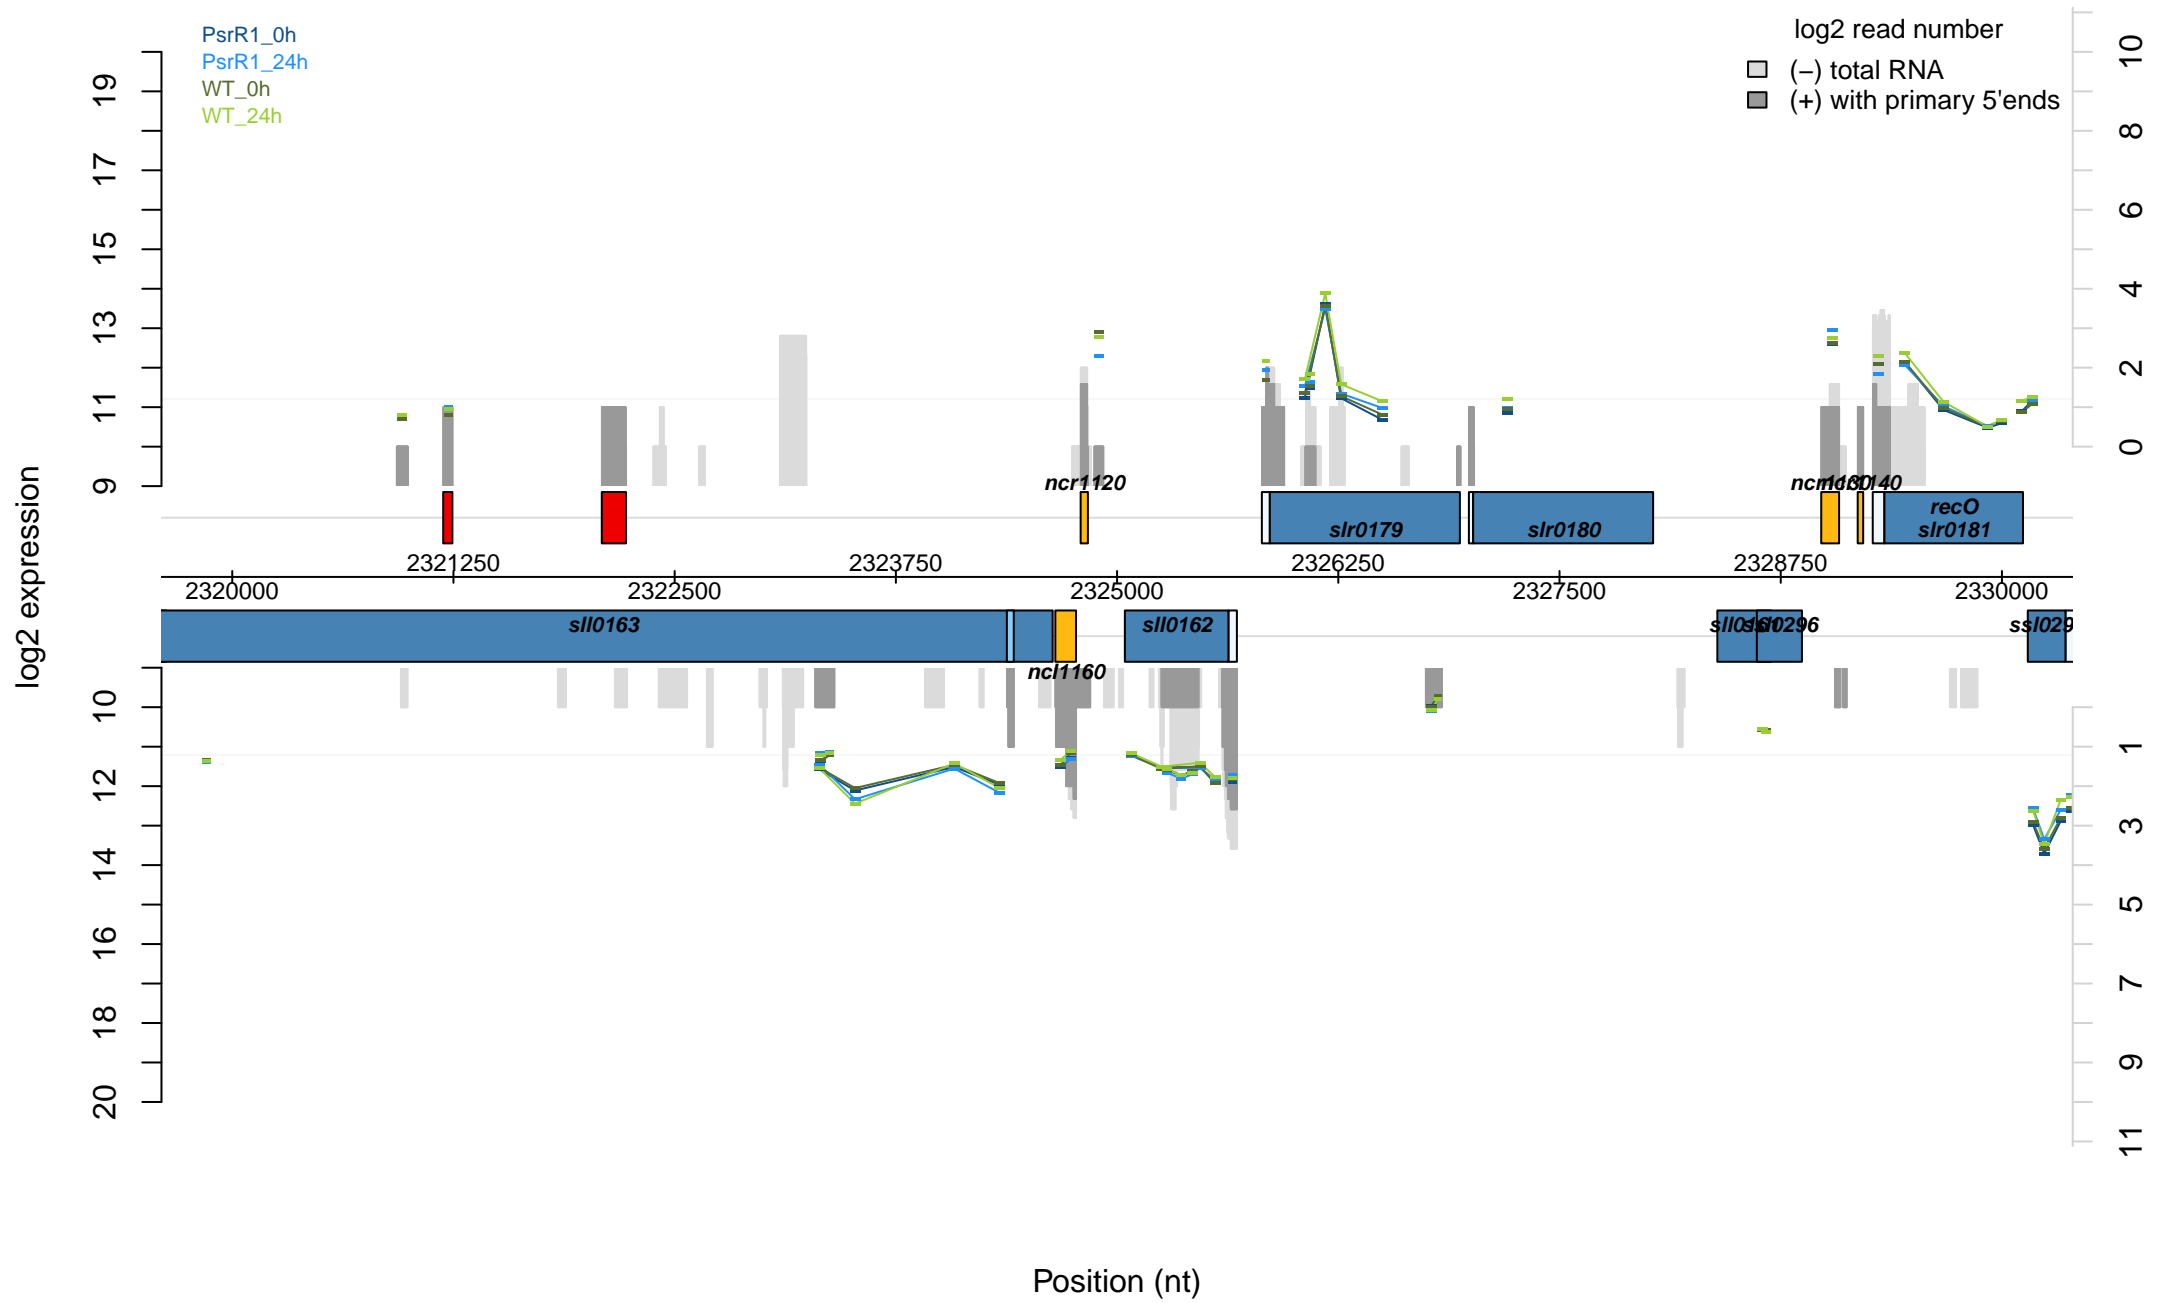 PsrR1_0h
PsrR1_24h
WT_0h
WT_24h
log2 read number
(−) total RNA
(+) with primary 5'ends
19
17
15
13
11
9
10
8
6
4
2
0
log2 expression
ncr1120
ncr1140
recO
slr0179
slr0180
slr0181
2321250
2323750
2326250
2328750
2320000
2322500
2325000
2327500
2330000
sll0163
sll0162
ssl0296
ssl029
ncl1160
10
12
14
16
18
20
1
3
5
7
9
11
Position (nt)